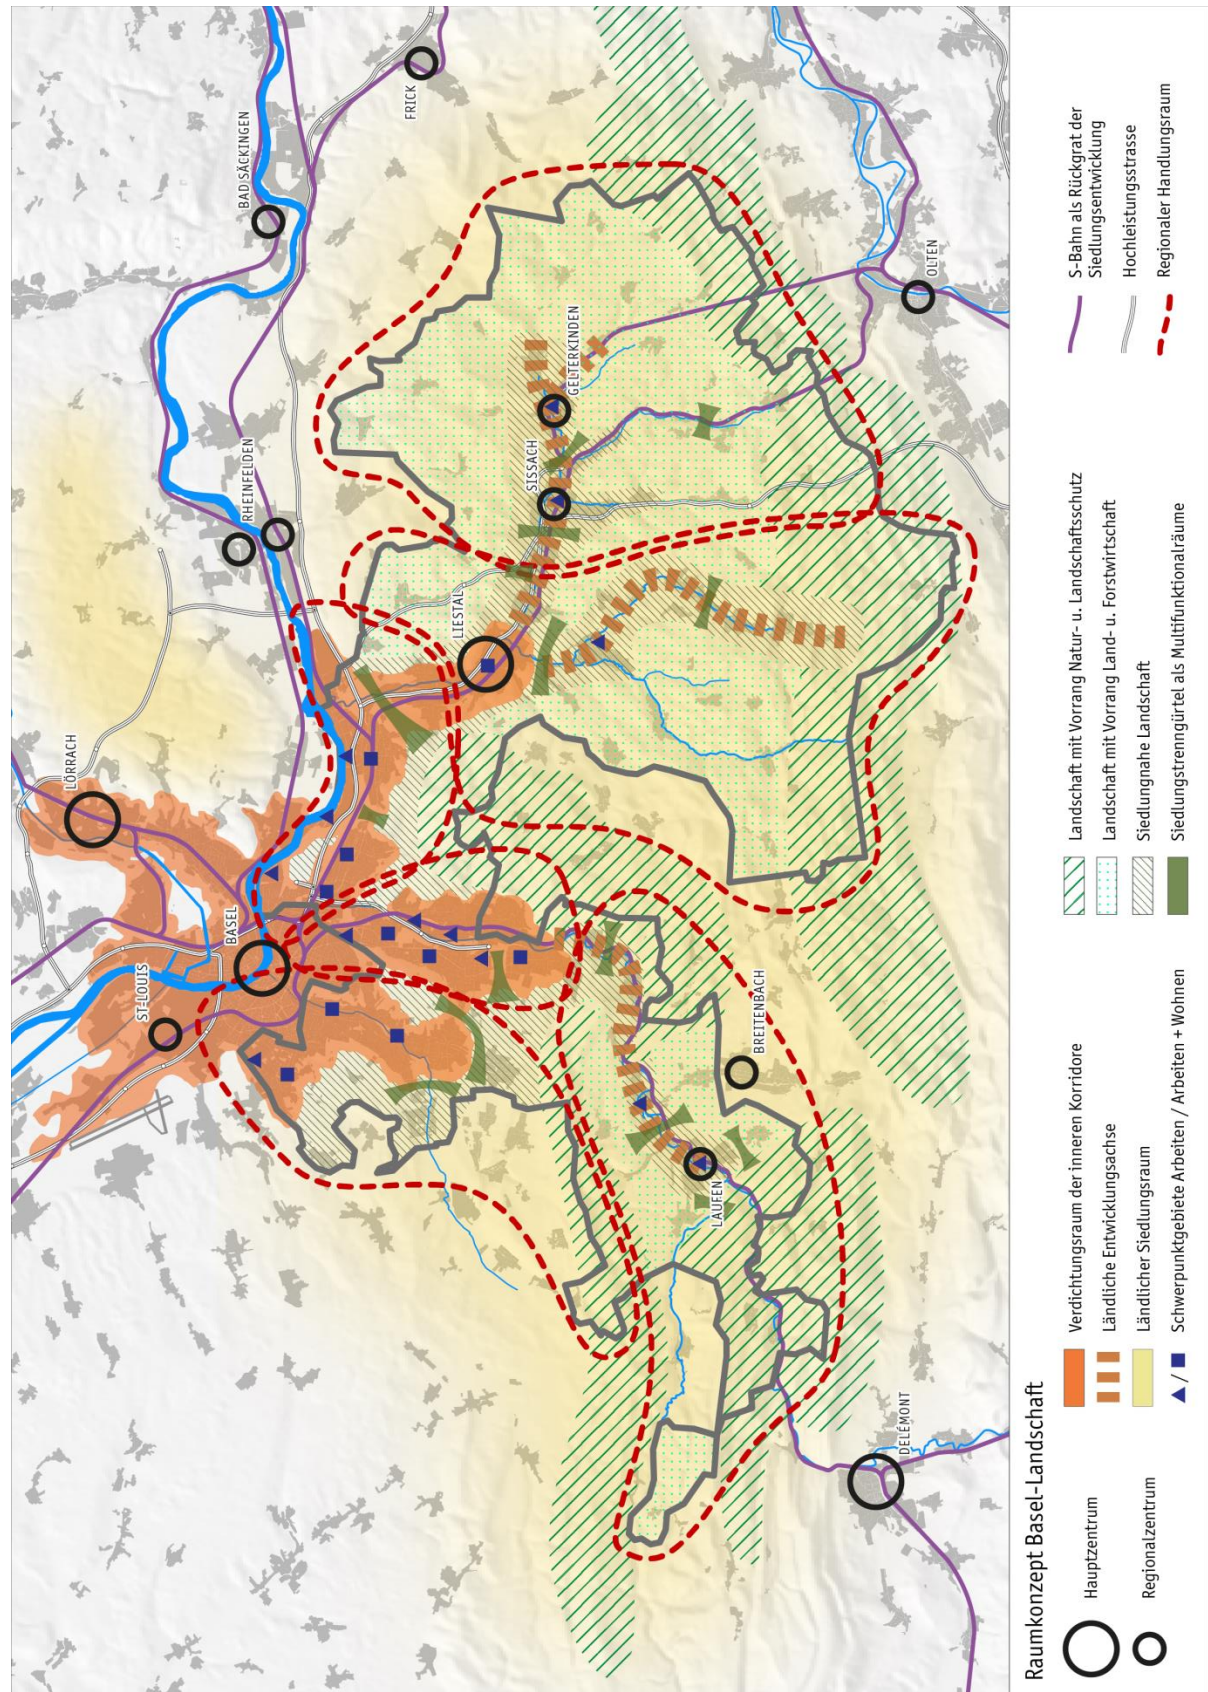 LÖRRACH
ST-LOUIS
BASEL
RHEINFELDEN
BAD SÄCKINGEN
FRICK
LIESTAL
SISSACH
GELTERKINDEN
OLTEN
BREITENBACH
LAUFEN
DELÉMONT
Raumkonzept Basel-Landschaft
Hauptzentrum
Regionalzentrum
Verdichtungsraum der inneren Korridore
Ländliche Entwicklungsachse
Ländlicher Siedlungsraum
/ Schwerpunktgebiete Arbeiten / Arbeiten + Wohnen
Landschaft mit Vorrang Natur- u. Landschaftsschutz
Landschaft mit Vorrang Land- u. Forstwirtschaft
Siedlungnahe Landschaft
Siedlungstrenngürtel als Multifunktionalräume
S-Bahn als Rückgrat der
Siedlungsentwicklung
Hochleistungsstrasse
Regionaler Handlungsraum